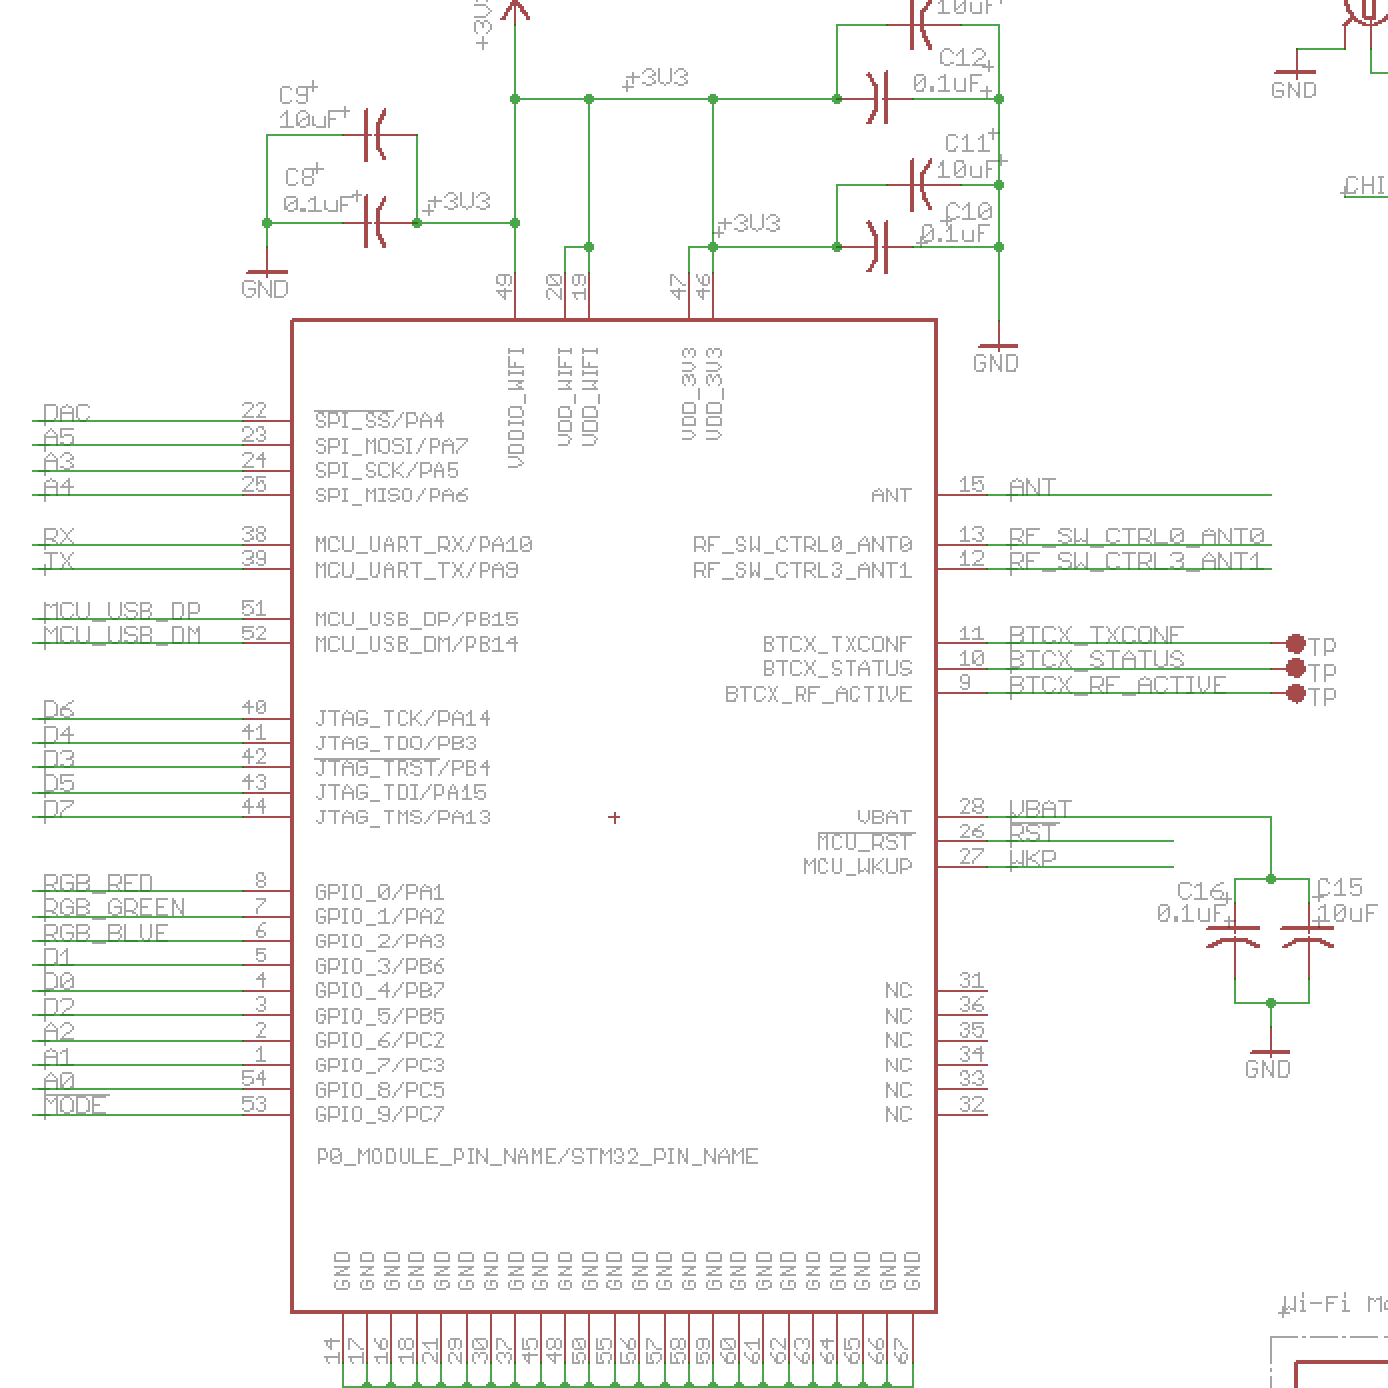 +3V3
10uF
C12
0.1uF
+3V3
C9
10uF
GND
C11
10uF
C8
0.1uF
+3V3
CHI
C10
0.1uF
+3V3
GND
49
20
19
47
46
GND
VDDIO_WIFI
VDD_WIFI
VDD_WIFI
VDD_3V3
VDD_3V3
DAC 22 SPI_SS/PA4
A5 23 SPI_MOSI/PA7
A3 24 SPI_SCK/PA5
A4 25 SPI_MISO/PA6
ANT 15 ANT
RX 38 MCU_UART_RX/PA10
RF_SW_CTRL0_ANT0 13 RF_SW_CTRL0_ANT0
TX 39 MCU_UART_TX/PA9
RF_SW_CTRL3_ANT1 12 RF_SW_CTRL3_ANT1
MCU_USB_DP 51 MCU_USB_DP/PB15
MCU_USB_DM 52 MCU_USB_DM/PB14
BTCX_TXCONF 11 BTCX_TXCONF TP
BTCX_STATUS 10 BTCX_STATUS TP
BTCX_RF_ACTIVE 9 BTCX_RF_ACTIVE TP
D6 40 JTAG_TCK/PA14
D4 41 JTAG_TDO/PB3
D3 42 JTAG_TRST/PB4
D5 43 JTAG_TDI/PA15
D7 44 JTAG_TMS/PA13
VBAT 28 VBAT
MCU_RST 26 RST
MCU_WKUP 27 WKP
C16
0.1uF
C15
10uF
RGB_RED 8 GPIO_0/PA1
RGB_GREEN 7 GPIO_1/PA2
RGB_BLUE 6 GPIO_2/PA3
D1 5 GPIO_3/PB6
D0 4 GPIO_4/PB7
D2 3 GPIO_5/PB5
A2 2 GPIO_6/PC2
A1 1 GPIO_7/PC3
A0 54 GPIO_8/PC5
MODE 53 GPIO_9/PC7
NC 31
NC 36
NC 35
NC 34
NC 33
NC 32
GND
P0_MODULE_PIN_NAME/STM32_PIN_NAME
GND GND GND GND GND GND GND GND GND GND GND GND GND GND GND GND GND GND GND GND GND GND GND GND
14 17 16 18 21 29 30 37 45 48 50 55 56 57 58 59 60 61 62 63 64 65 66 67
Wi-Fi